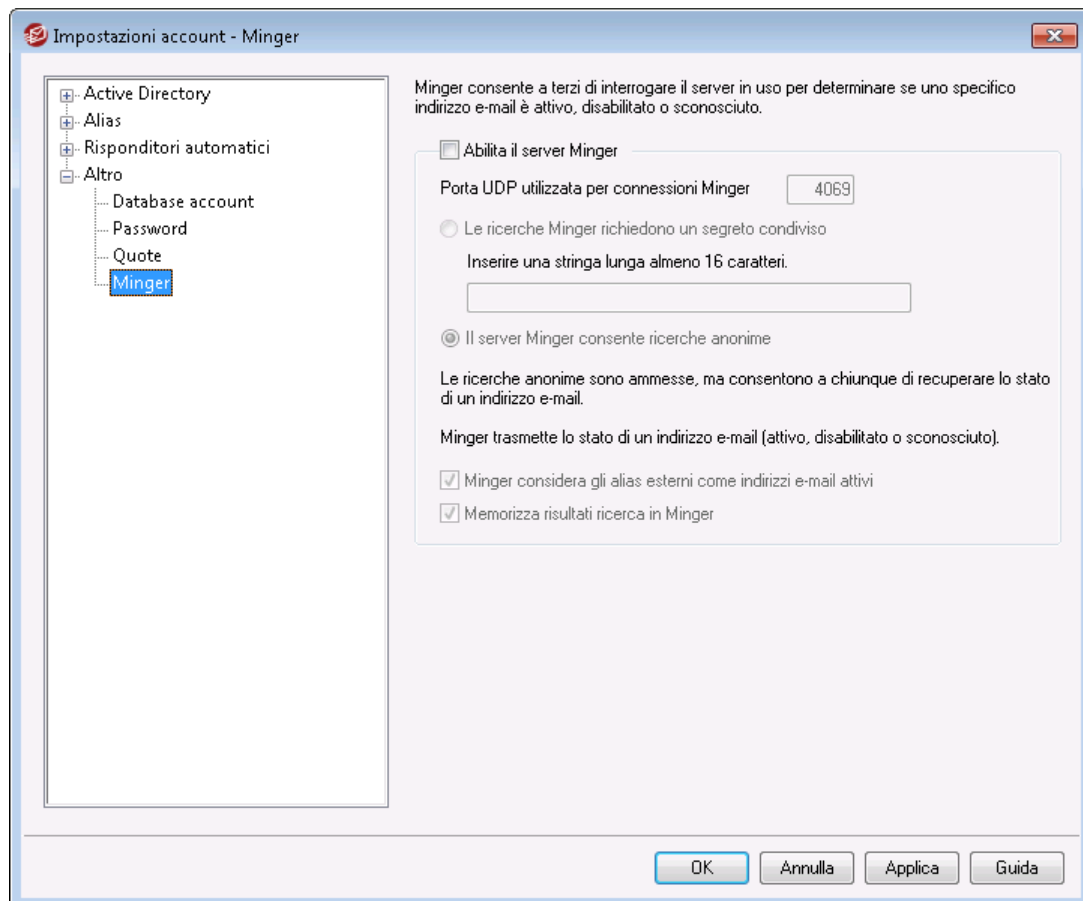 Impostazioni account - Minger
Active Directory
Alias
Risponditori automatici
Altro
Database account
Password
Quote
Minger
Minger consente a terzi di interrogare il server in uso per determinare se uno specifico
indirizzo e-mail è attivo, disabilitato o sconosciuto.
Abilita il server Minger
Porta UDP utilizzata per connessioni Minger 4069
Le ricerche Minger richiedono un segreto condiviso
Inserire una stringa lunga almeno 16 caratteri.
Il server Minger consente ricerche anonime
Le ricerche anonime sono ammesse, ma consentono a chiunque di recuperare lo stato
di un indirizzo e-mail.
Minger trasmette lo stato di un indirizzo e-mail (attivo, disabilitato o sconosciuto).
Minger considera gli alias esterni come indirizzi e-mail attivi
Memorizza risultati ricerca in Minger
OK Annulla Applica Guida